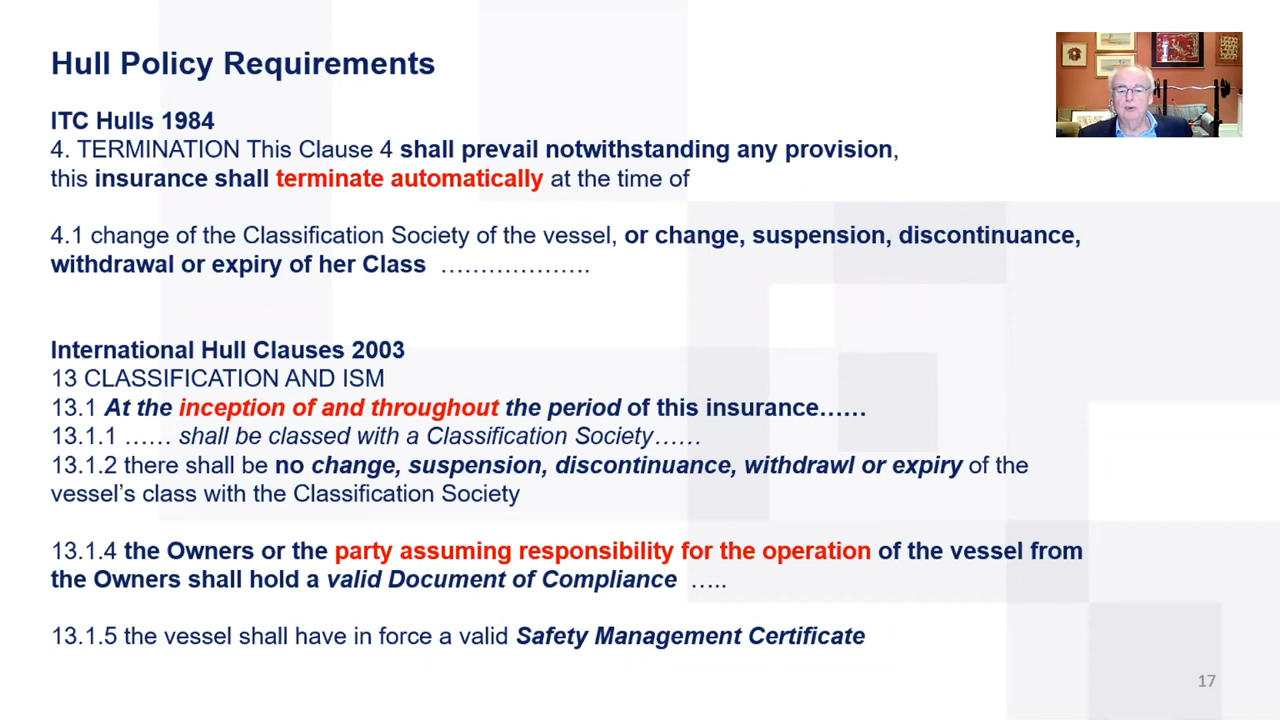 Hull Policy Requirements
ITC Hulls 1984
4. TERMINATION This Clause 4 shall prevail notwithstanding any provision,
this insurance shall terminate automatically at the time of
4.1 change of the Classification Society of the vessel, or change, suspension, discontinuance,
withdrawal or expiry of her Class ………………..
International Hull Clauses 2003
13 CLASSIFICATION AND ISM
13.1 At the inception of and throughout the period of this insurance……
13.1.1 …… shall be classed with a Classification Society……
13.1.2 there shall be no change, suspension, discontinuance, withdrawl or expiry of the
vessel’s class with the Classification Society
13.1.4 the Owners or the party assuming responsibility for the operation of the vessel from
the Owners shall hold a valid Document of Compliance …..
13.1.5 the vessel shall have in force a valid Safety Management Certificate
17